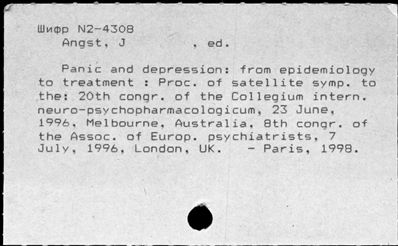 Шифр N2-4308
Angst, J , ed.
Panic and depression: from epidemiology
to treatment : Proc. of satellite symp. to
the: 20th congr. of the Collegium intern.
neuro-psychopharmacologicum, 23 June,
1996, Melbourne, Australia, 8th congr. of
the Assoc. of Europ. psychiatrists, 7
July, 1996, London, UK. - Paris, 1998.